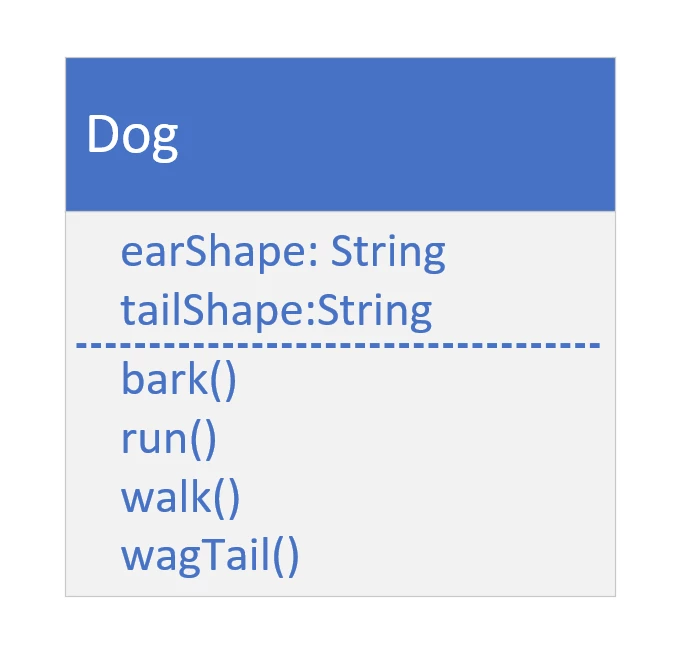 Dog
earShape: String
tailShape:String
bark()
run()
walk()
wagTail()